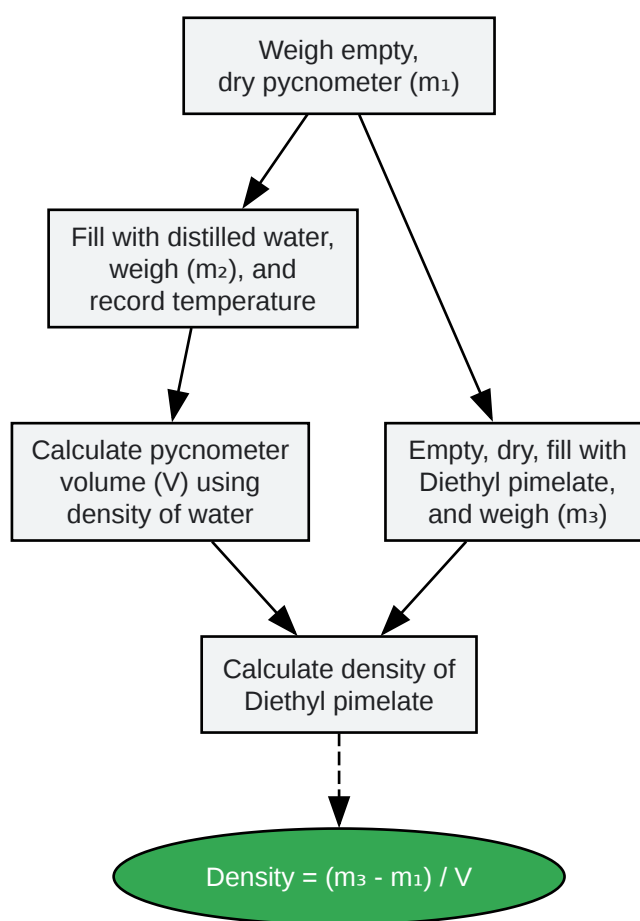 Weigh empty,
dry pycnometer (m₁)
Fill with distilled water,
weigh (m₂), and
record temperature
Calculate pycnometer
volume (V) using
density of water
Empty, dry, fill with
Diethyl pimelate,
and weigh (m₃)
Calculate density of
Diethyl pimelate
Density = (m₃ - m₁) / V